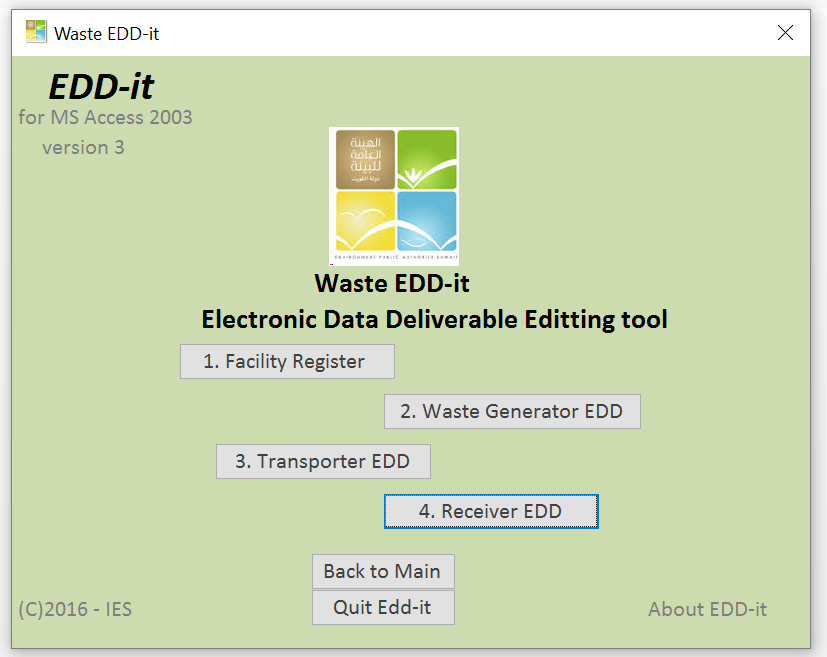 Waste EDD-it
EDD-it
for MS Access 2003
version 3
الهيئة
العامة
للبيئة
دولة الكويت
ENVIRONMENT PUBLIC AUTHORITY KUWAIT
Waste EDD-it
Electronic Data Deliverable Editting tool
1. Facility Register
2. Waste Generator EDD
3. Transporter EDD
4. Receiver EDD
Back to Main
Quit Edd-it
(C)2016 - IES
About EDD-it